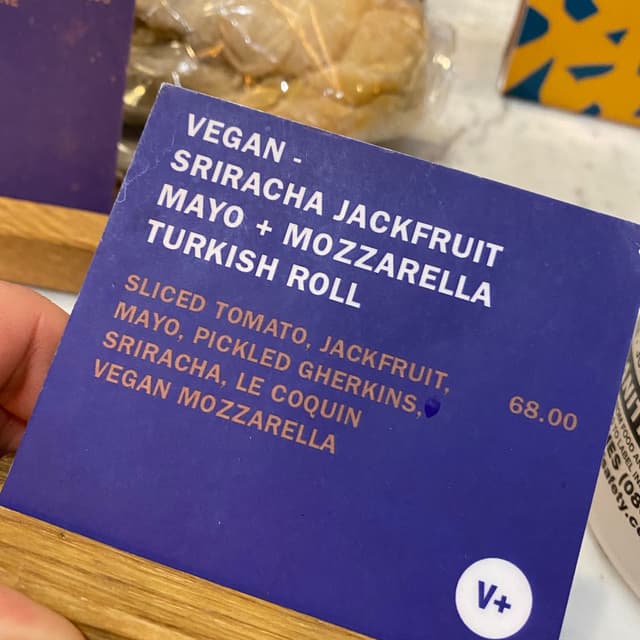 VEGAN -
SRIRACHA JACKFRUIT
MAYO + MOZZARELLA
TURKISH ROLL
SLICED TOMATO, JACKFRUIT,
MAYO, PICKLED GHERKINS,
SRIRACHA, LE COQUIN
VEGAN MOZZARELLA
68.00
V+